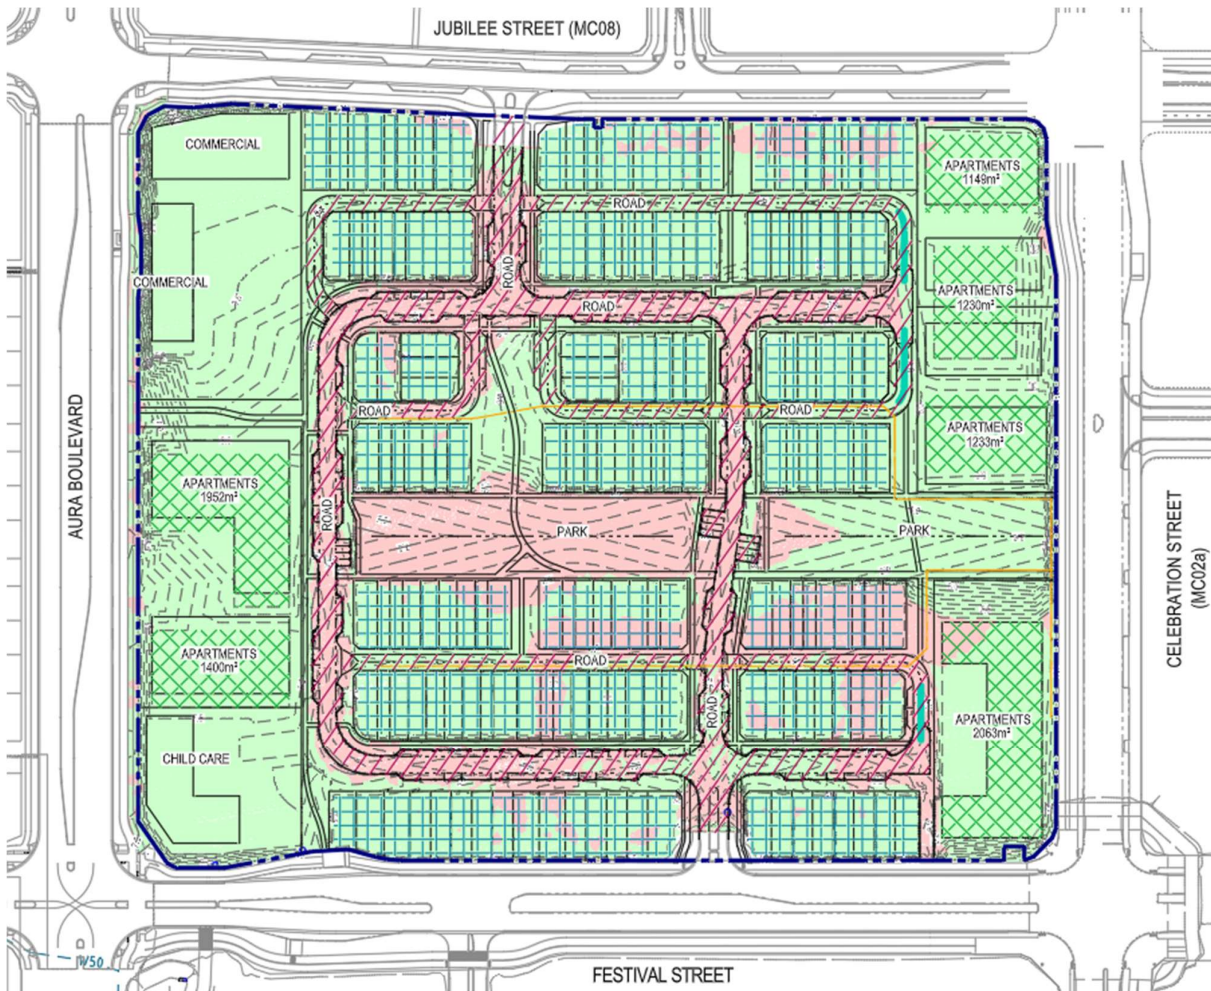 JUBILEE STREET (MC08)
COMMERCIAL
APARTMENTS
1149m²
ROAD
ROAD
COMMERCIAL
APARTMENTS
1230m²
ROAD
ROAD
ROAD
APARTMENTS
1233m²
AURA BOULEVARD
APARTMENTS
1952m²
ROAD
PARK
PARK
CELEBRATION STREET
(MC02a)
APARTMENTS
1400m²
ROAD
ROAD
APARTMENTS
2063m²
CHILD CARE
W50
FESTIVAL STREET